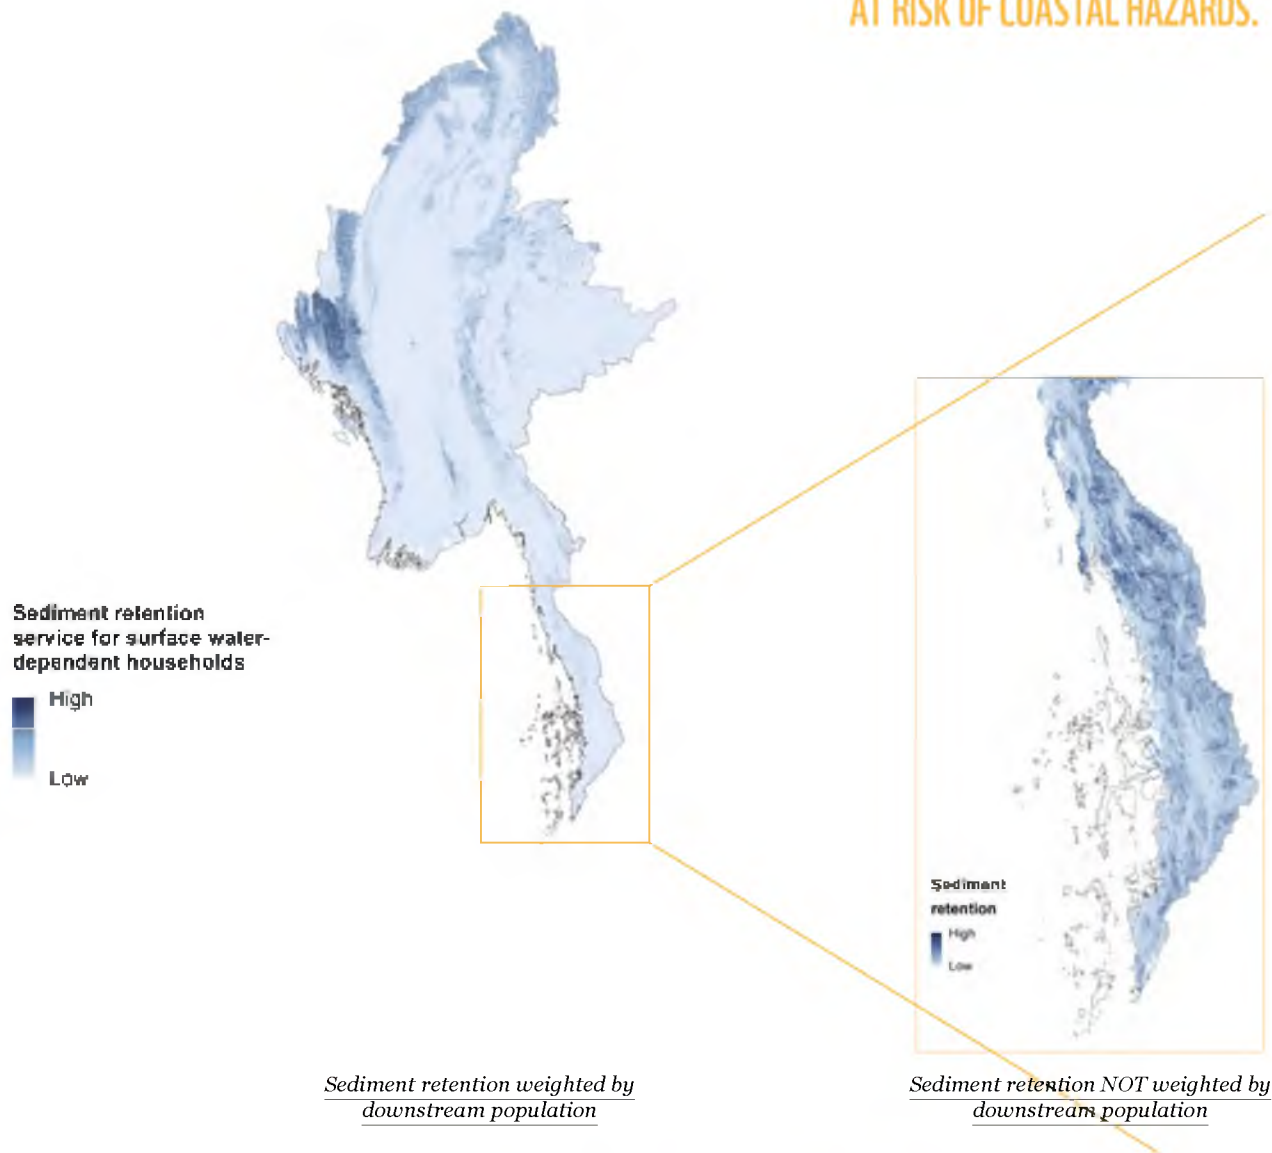 AT RISK OF COASTAL HAZARDS.
Sediment retention
service for surface water-
dependent households
High
Low
Sediment
retention
High
Low
Sediment retention weighted by
downstream population
Sediment retention NOT weighted by
downstream population